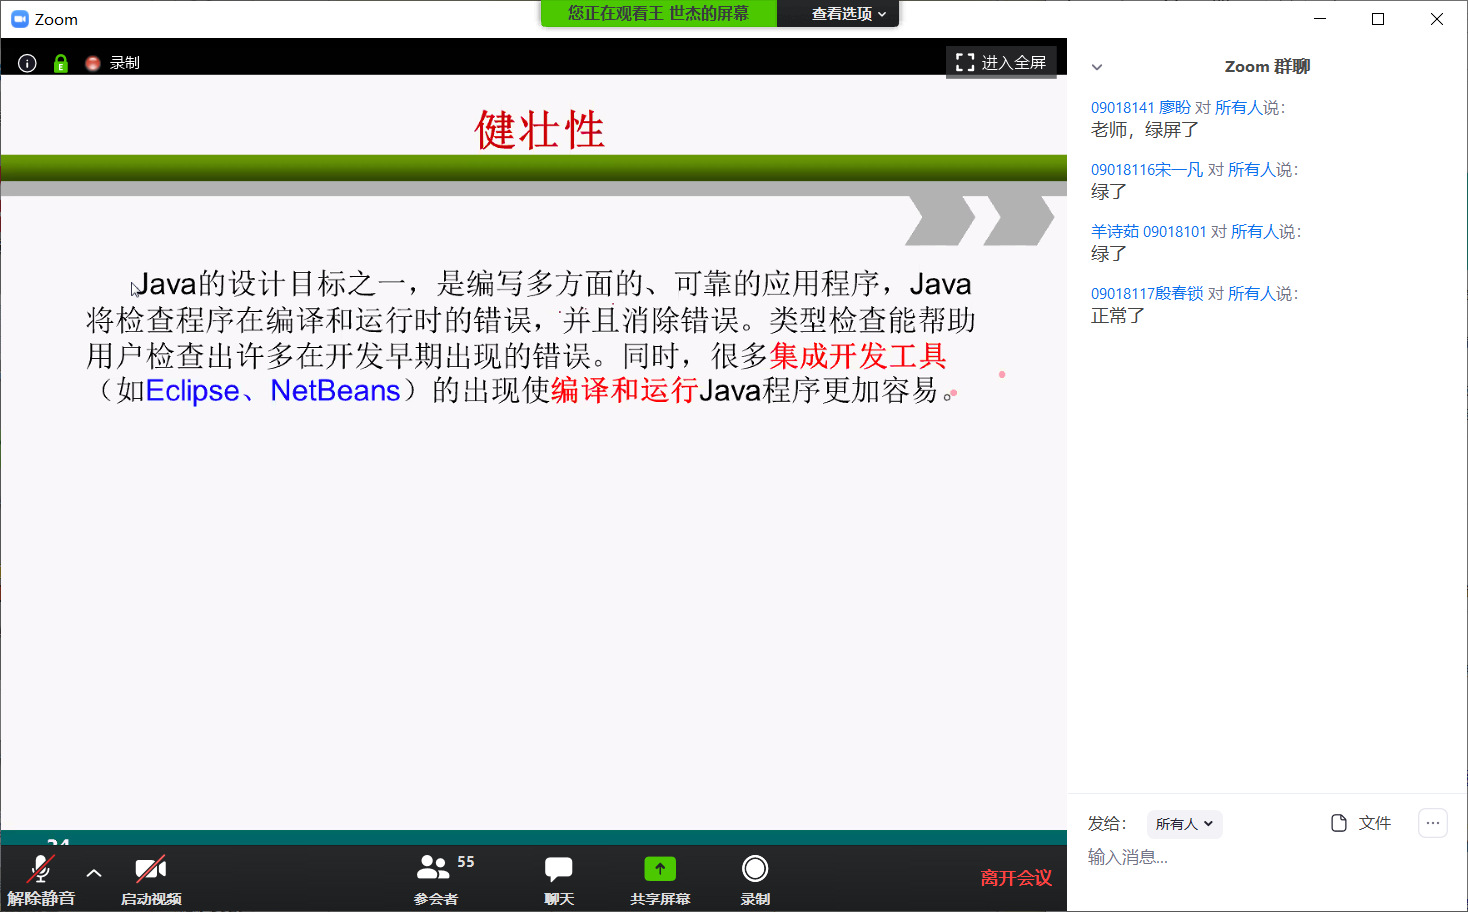 Zoom
您正在观看王 世杰的屏幕
查看选项
录制
进入全屏
健壮性
Java的设计目标之一，是编写多方面的、可靠的应用程序，Java
将检查程序在编译和运行时的错误，并且消除错误。类型检查能帮助
用户检查出许多在开发早期出现的错误。同时，很多集成开发工具
（如Eclipse、NetBeans）的出现使编译和运行Java程序更加容易。
解除静音
启动视频
55
参会者
聊天
共享屏幕
录制
离开会议
Zoom 群聊
09018141 廖盼 对 所有人说：
老师，绿屏了
09018116宋一凡 对 所有人说：
绿了
羊诗茹 09018101 对 所有人说：
绿了
09018117殷春锁 对 所有人说：
正常了
发给：
所有人
文件
输入消息...